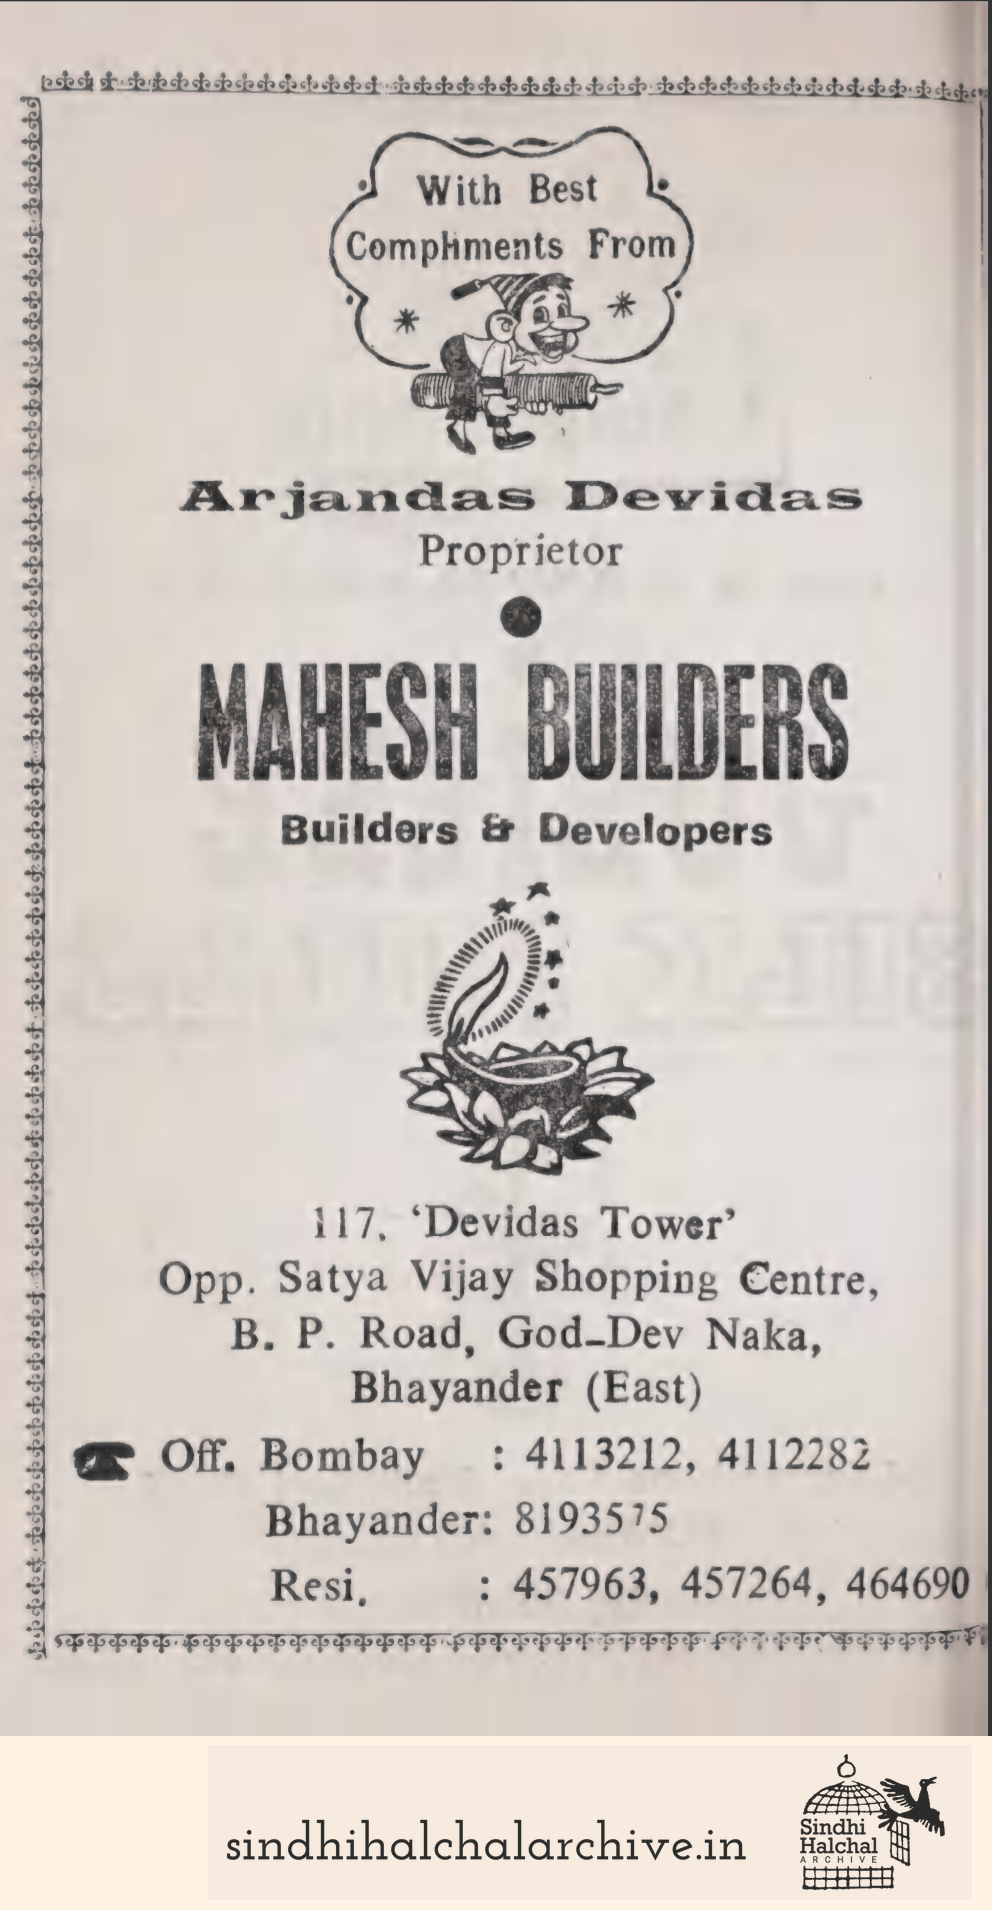 With Best
Compliments From
Arjandas Devidas
Proprietor
MAHESH BUILDERS
Builders & Developers
117, 'Devidas Tower'
Opp. Satya Vijay Shopping Centre,
B. P. Road, God-Dev Naka,
Bhayander (East)
Off. Bombay : 4113212, 4112282
Bhayander: 8193575
Resi. : 457963, 457264, 464690
sindhihalchalarchive.in
Sindhi
Halchal
ARCHIVE